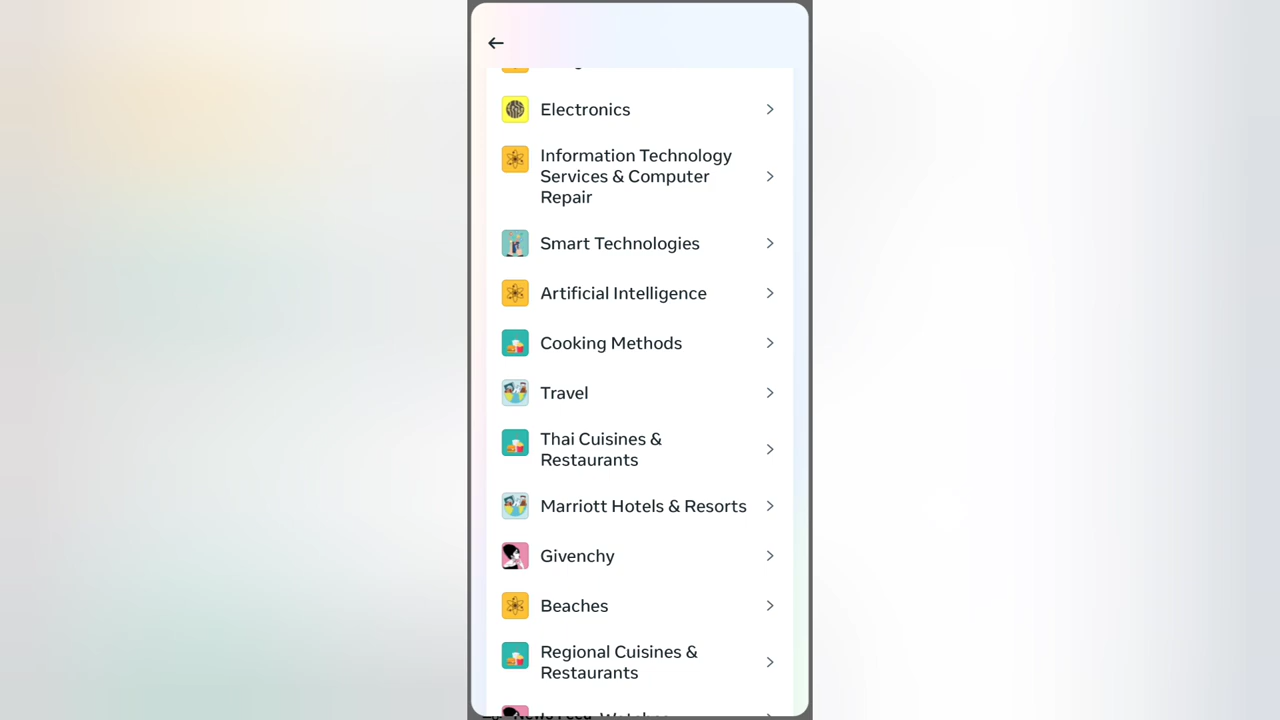 Electronics
Information Technology
Services & Computer
Repair
Smart Technologies
Artificial Intelligence
Cooking Methods
Travel
Thai Cuisines &
Restaurants
Marriott Hotels & Resorts
Givenchy
Beaches
Regional Cuisines &
Restaurants